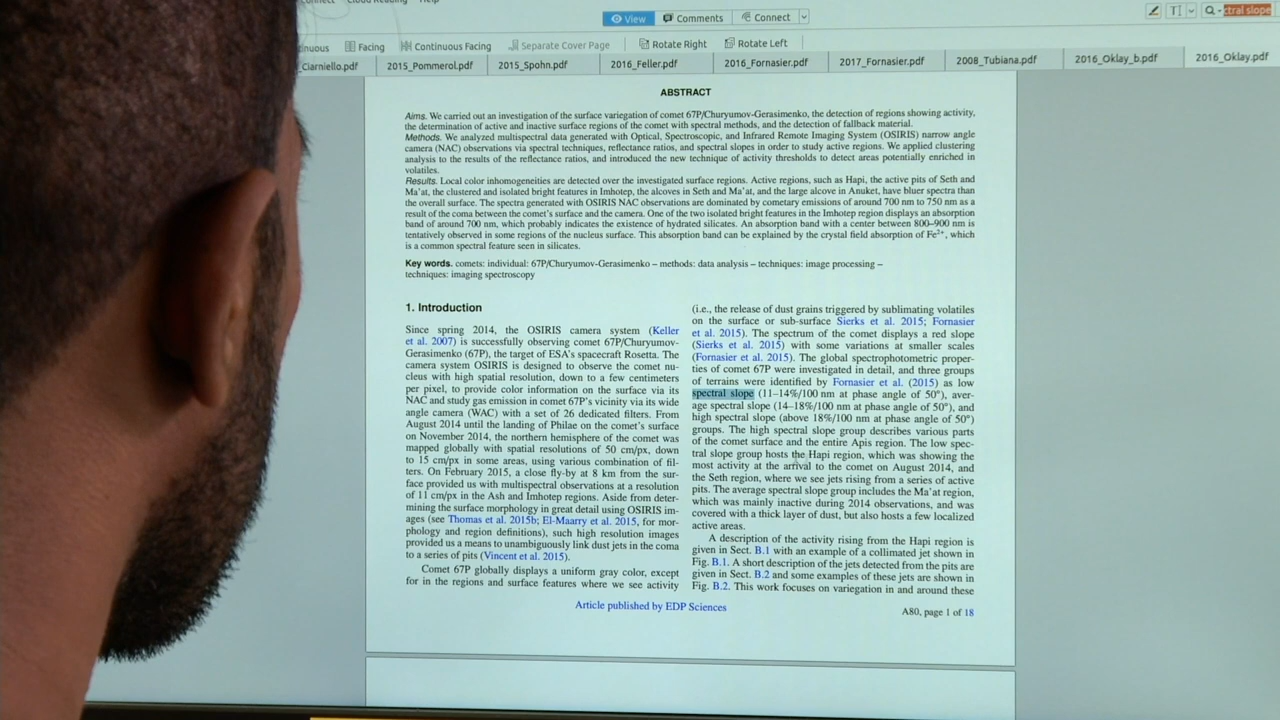 Help
View
Comments
Connect
ctral slope
nuous
Facing
Continuous Facing
Separate Cover Page
Rotate Right
Rotate Left
Ciarniello.pdf
2015_Pommerol.pdf
2015_Spohn.pdf
2016_Feller.pdf
2016_Fornasier.pdf
2017_Fornasier.pdf
2008_Tubiana.pdf
2016_Oklay_b.pdf
2016_Oklay.pdf
ABSTRACT
Aims. We carried out an investigation of the surface variegation of comet 67P/Churyumov-Gerasimenko, the detection of regions showing activity,
the determination of active and inactive surface regions of the comet with spectral methods, and the detection of fallback material.
Methods. We analyzed multispectral data generated with Optical, Spectroscopic, and Infrared Remote Imaging System (OSIRIS) narrow angle
camera (NAC) observations via spectral techniques, reflectance ratios, and spectral slopes in order to study active regions. We applied clustering
analysis to the results of the reflectance ratios, and introduced the new technique of activity thresholds to detect areas potentially enriched in
volatiles.
Results. Local color inhomogeneities are detected over the investigated surface regions. Active regions, such as Hapi, the active pits of Seth and
Ma'at, the clustered and isolated bright features in Imhotep, the alcoves in Seth and Ma'at, and the large alcove in Anuket, have bluer spectra than
the overall surface. The spectra generated with OSIRIS NAC observations are dominated by cometary emissions of around 700 nm to 750 nm as a
result of the coma between the comet's surface and the camera. One of the two isolated bright features in the Imhotep region displays an absorption
band of around 700 nm, which probably indicates the existence of hydrated silicates. An absorption band with a center between 800–900 nm is
tentatively observed in some regions of the nucleus surface. This absorption band can be explained by the crystal field absorption of Fe²⁺, which
is a common spectral feature seen in silicates.
Key words. comets: individual: 67P/Churyumov-Gerasimenko – methods: data analysis – techniques: image processing –
techniques: imaging spectroscopy
1. Introduction
Since spring 2014, the OSIRIS camera system (Keller
et al. 2007) is successfully observing comet 67P/Churyumov-
Gerasimenko (67P), the target of ESA's spacecraft Rosetta. The
camera system OSIRIS is designed to observe the comet nu-
cleus with high spatial resolution, down to a few centimeters
per pixel, to provide color information on the surface via its
NAC and study gas emission in comet 67P's vicinity via its wide
angle camera (WAC) with a set of 26 dedicated filters. From
August 2014 until the landing of Philae on the comet's surface
on November 2014, the northern hemisphere of the comet was
mapped globally with spatial resolutions of 50 cm/px, down
to 15 cm/px in some areas, using various combination of fil-
ters. On February 2015, a close fly-by at 8 km from the sur-
face provided us with multispectral observations at a resolution
of 11 cm/px in the Ash and Imhotep regions. Aside from deter-
mining the surface morphology in great detail using OSIRIS im-
ages (see Thomas et al. 2015b; El-Maarry et al. 2015, for mor-
phology and region definitions), such high resolution images
provided us a means to unambiguously link dust jets in the coma
to a series of pits (Vincent et al. 2015).
Comet 67P globally displays a uniform gray color, except
for in the regions and surface features where we see activity
(i.e., the release of dust grains triggered by sublimating volatiles
on the surface or sub-surface Sierks et al. 2015; Fornasier
et al. 2015). The spectrum of the comet displays a red slope
(Sierks et al. 2015) with some variations at smaller scales
(Fornasier et al. 2015). The global spectrophotometric proper-
ties of comet 67P were investigated in detail, and three groups
of terrains were identified by Fornasier et al. (2015) as low
spectral slope (11–14%/100 nm at phase angle of 50°), aver-
age spectral slope (14–18%/100 nm at phase angle of 50°), and
high spectral slope (above 18%/100 nm at phase angle of 50°)
groups. The high spectral slope group describes various parts
of the comet surface and the entire Apis region. The low spec-
tral slope group hosts the Hapi region, which was showing the
most activity at the arrival to the comet on August 2014, and
the Seth region, where we see jets rising from a series of active
pits. The average spectral slope group includes the Ma'at region,
which was mainly inactive during 2014 observations, and was
covered with a thick layer of dust, but also hosts a few localized
active areas.
A description of the activity rising from the Hapi region is
given in Sect. B.1 with an example of a collimated jet shown in
Fig. B.1. A short description of the jets detected from the pits are
given in Sect. B.2 and some examples of these jets are shown in
Fig. B.2. This work focuses on variegation in and around these
Article published by EDP Sciences
A80, page 1 of 18